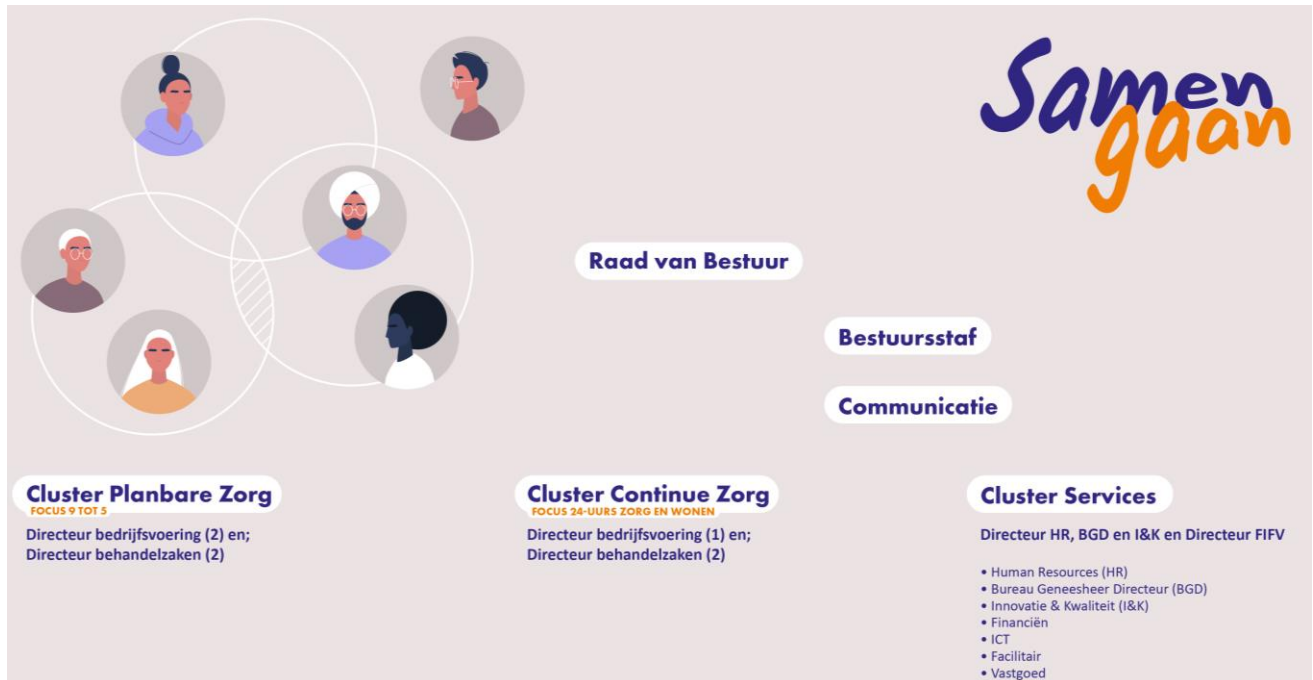 Samen
gaan
Raad van Bestuur
Bestuursstaf
Communicatie
Cluster Planbare Zorg
FOCUS 9 TOT 5
Directeur bedrijfsvoering (2) en;
Directeur behandelzaken (2)
Cluster Continue Zorg
FOCUS 24-UURS ZORG EN WONEN
Directeur bedrijfsvoering (1) en;
Directeur behandelzaken (2)
Cluster Services
Directeur HR, BGD en I&K en Directeur FIFV
• Human Resources (HR)
• Bureau Geneesheer Directeur (BGD)
• Innovatie & Kwaliteit (I&K)
• Financiën
• ICT
• Facilitair
• Vastgoed